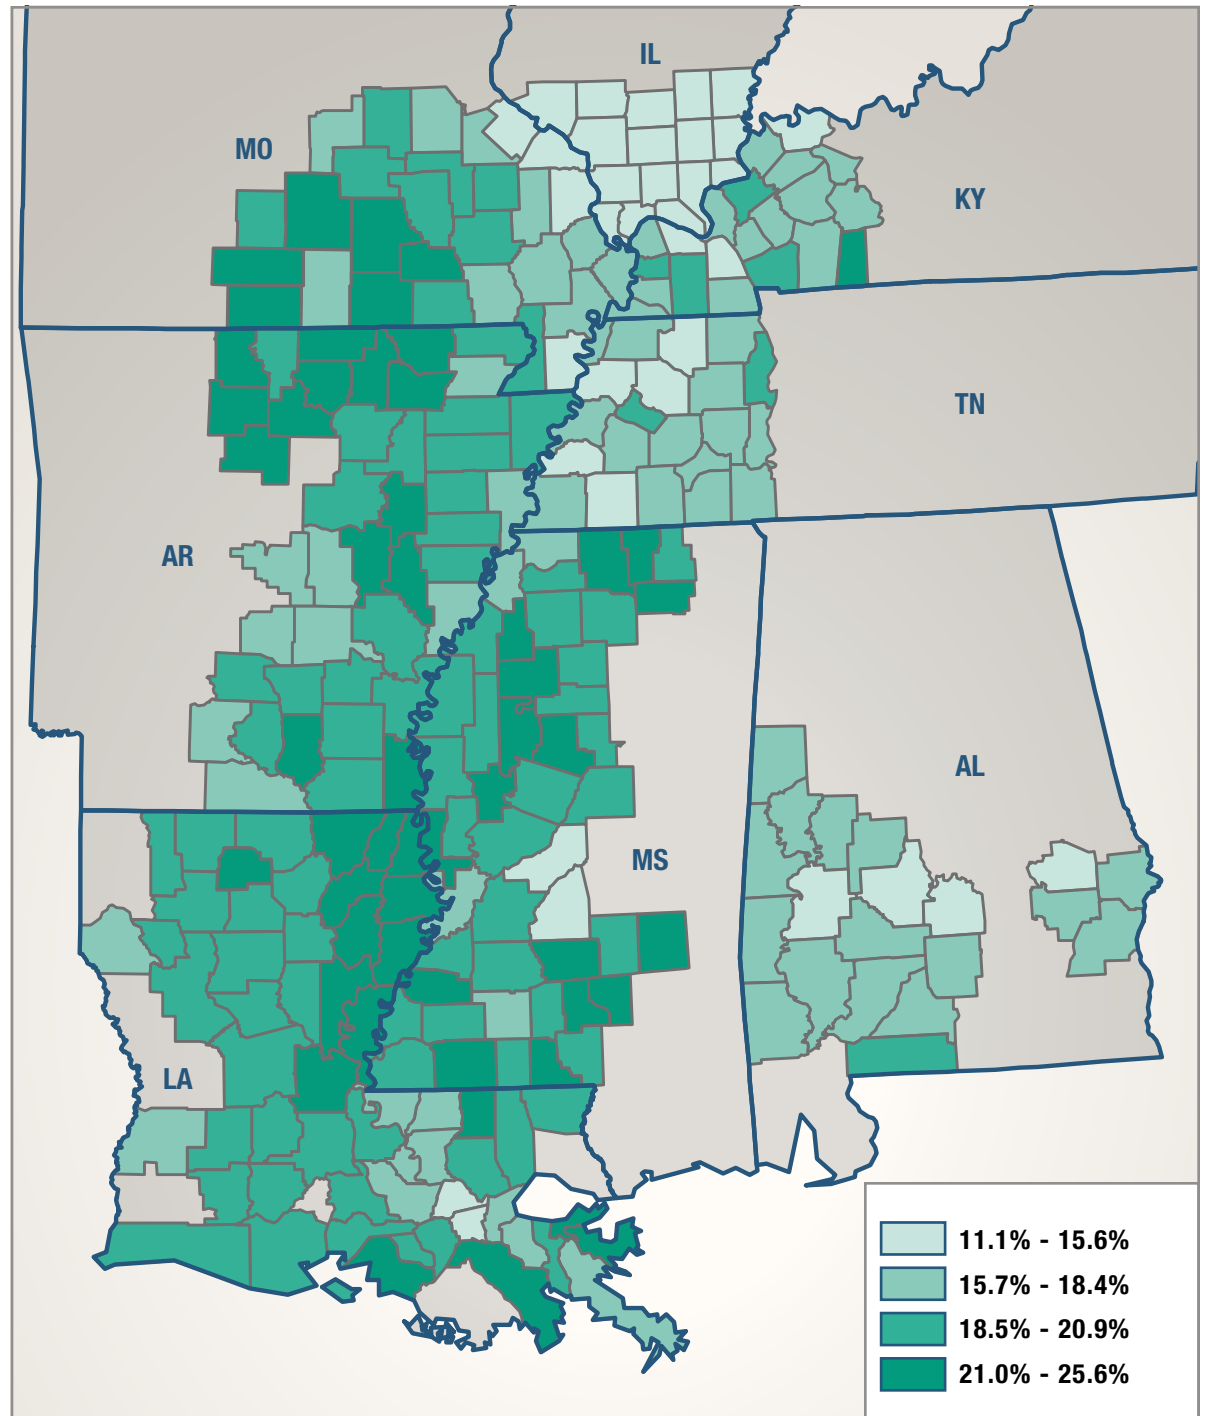 IL
MO
KY
TN
AR
AL
MS
LA
11.1% - 15.6%
15.7% - 18.4%
18.5% - 20.9%
21.0% - 25.6%